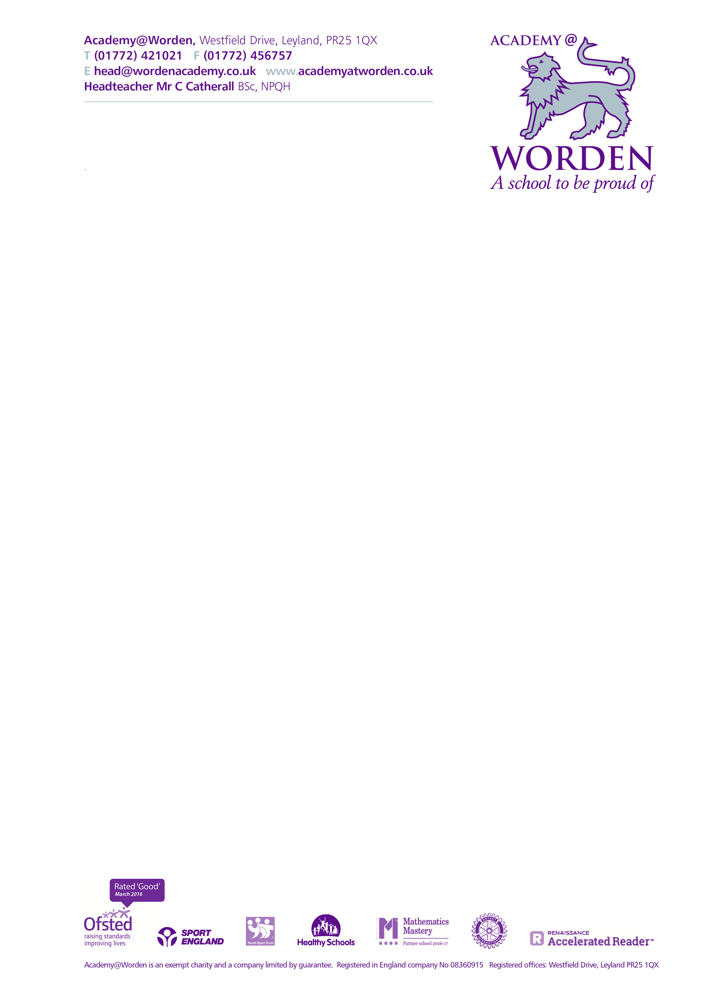 Academy@Worden, Westfield Drive, Leyland, PR25 1QX
T (01772) 421021 F (01772) 456757
E head@wordenacademy.co.uk www.academyatworden.co.uk
Headteacher Mr C Catherall BSc, NPQH
ACADEMY @
WORDEN
A school to be proud of
.
Rated ‘Good’
March 2016
Ofsted
raising standards
improving lives
SPORT
ENGLAND
Youth Sport Trust
Healthy Schools
Mathematics
Mastery
Partner school 2016-17
ROTARY
INTERNATIONAL
R
RENAISSANCE
Accelerated Reader™
Academy@Worden is an exempt charity and a company limited by guarantee. Registered in England company No 08360915 Registered offices: Westfield Drive, Leyland PR25 1QX